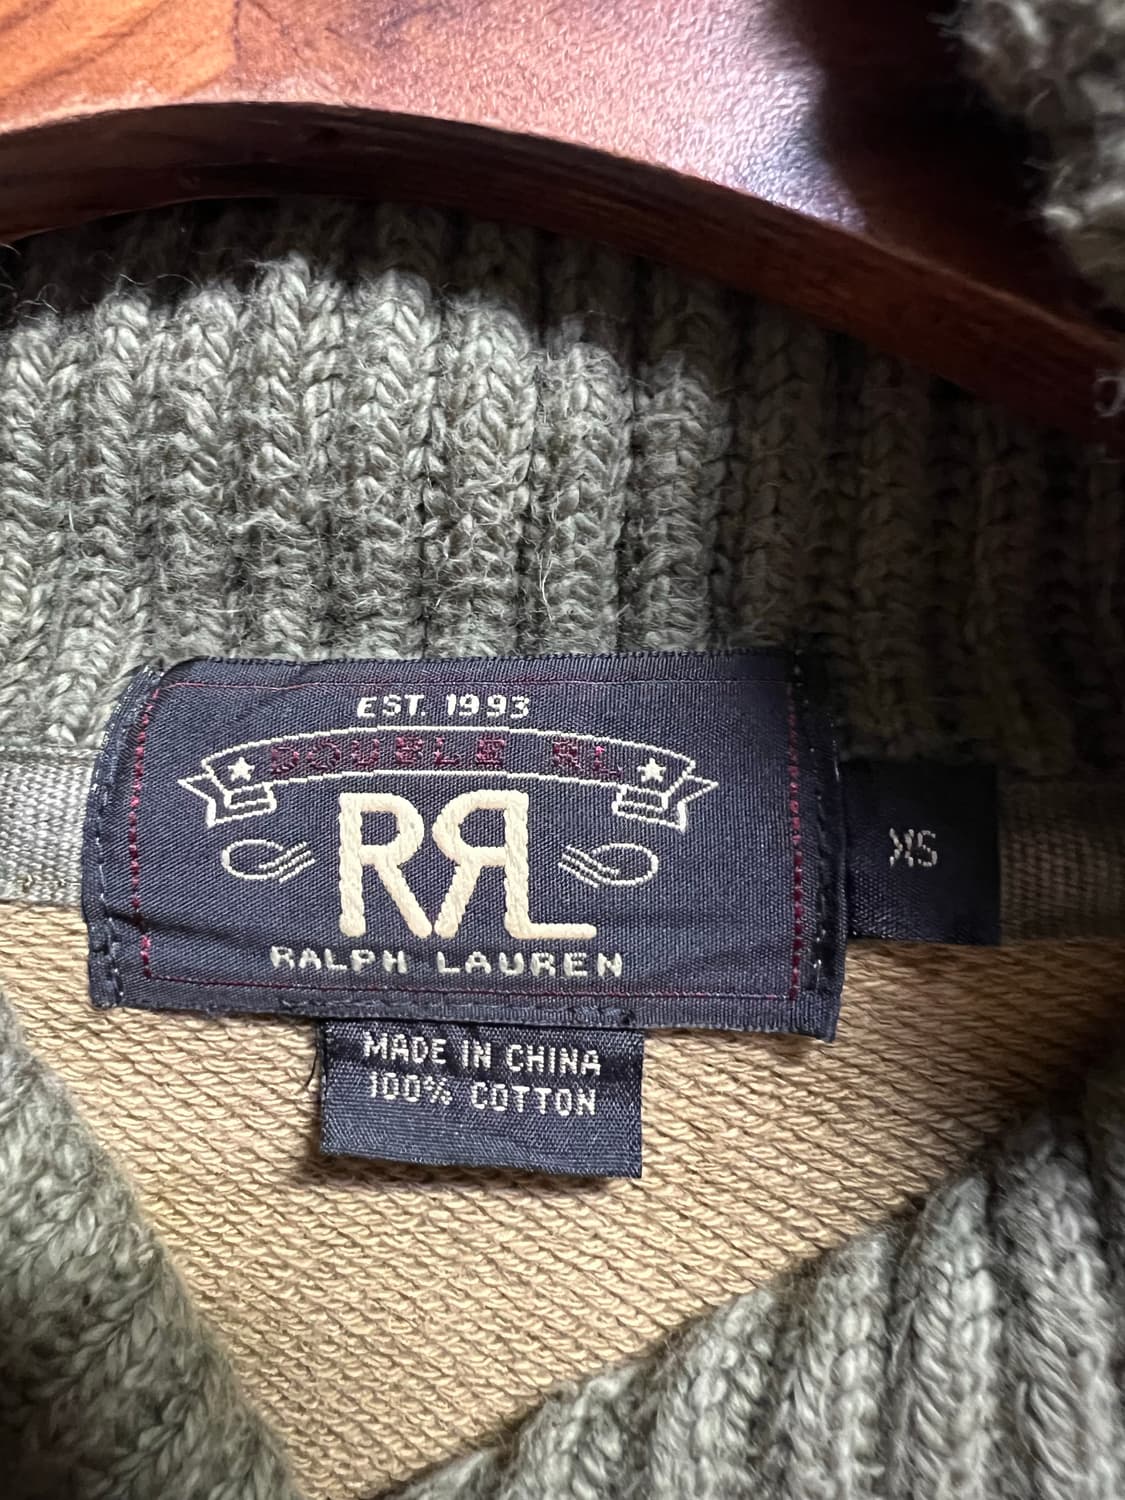 EST. 1993
DOUBLE RL
RRL
RALPH LAUREN
XS
MADE IN CHINA
100% COTTON